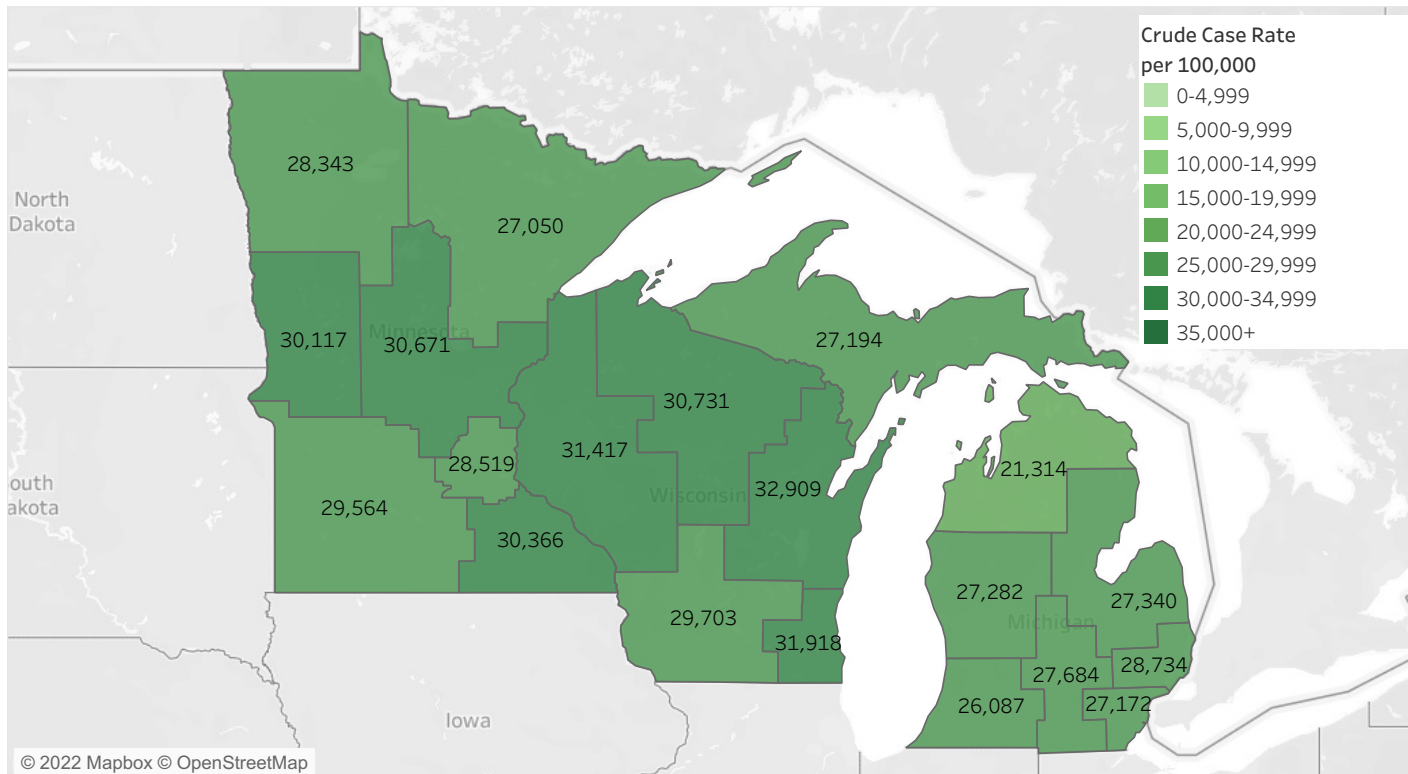 Crude Case Rate
per 100,000
0-4,999
5,000-9,999
10,000-14,999
15,000-19,999
20,000-24,999
25,000-29,999
30,000-34,999
35,000+
28,343
North
Dakota
27,050
30,117
Minnesota
30,671
27,194
30,731
31,417
21,314
28,519
32,909
Wisconsin
outh
akota
29,564
30,366
27,282
27,340
29,703
Michigan
31,918
28,734
27,684
26,087
27,172
Iowa
© 2022 Mapbox © OpenStreetMap